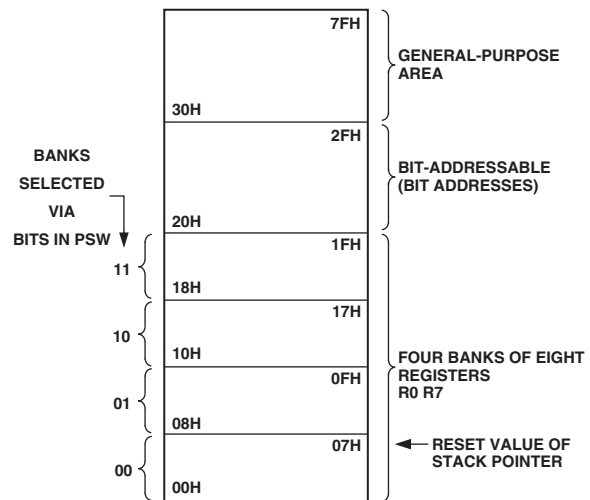 7FH
GENERAL-PURPOSE
AREA
30H
2FH
BANKS
SELECTED
VIA
BITS IN PSW
BIT-ADDRESSABLE
(BIT ADDRESSES)
20H
1FH
11
18H
17H
10
10H
FOUR BANKS OF EIGHT
REGISTERS
R0 R7
0FH
01
08H
07H
RESET VALUE OF
STACK POINTER
00
00H